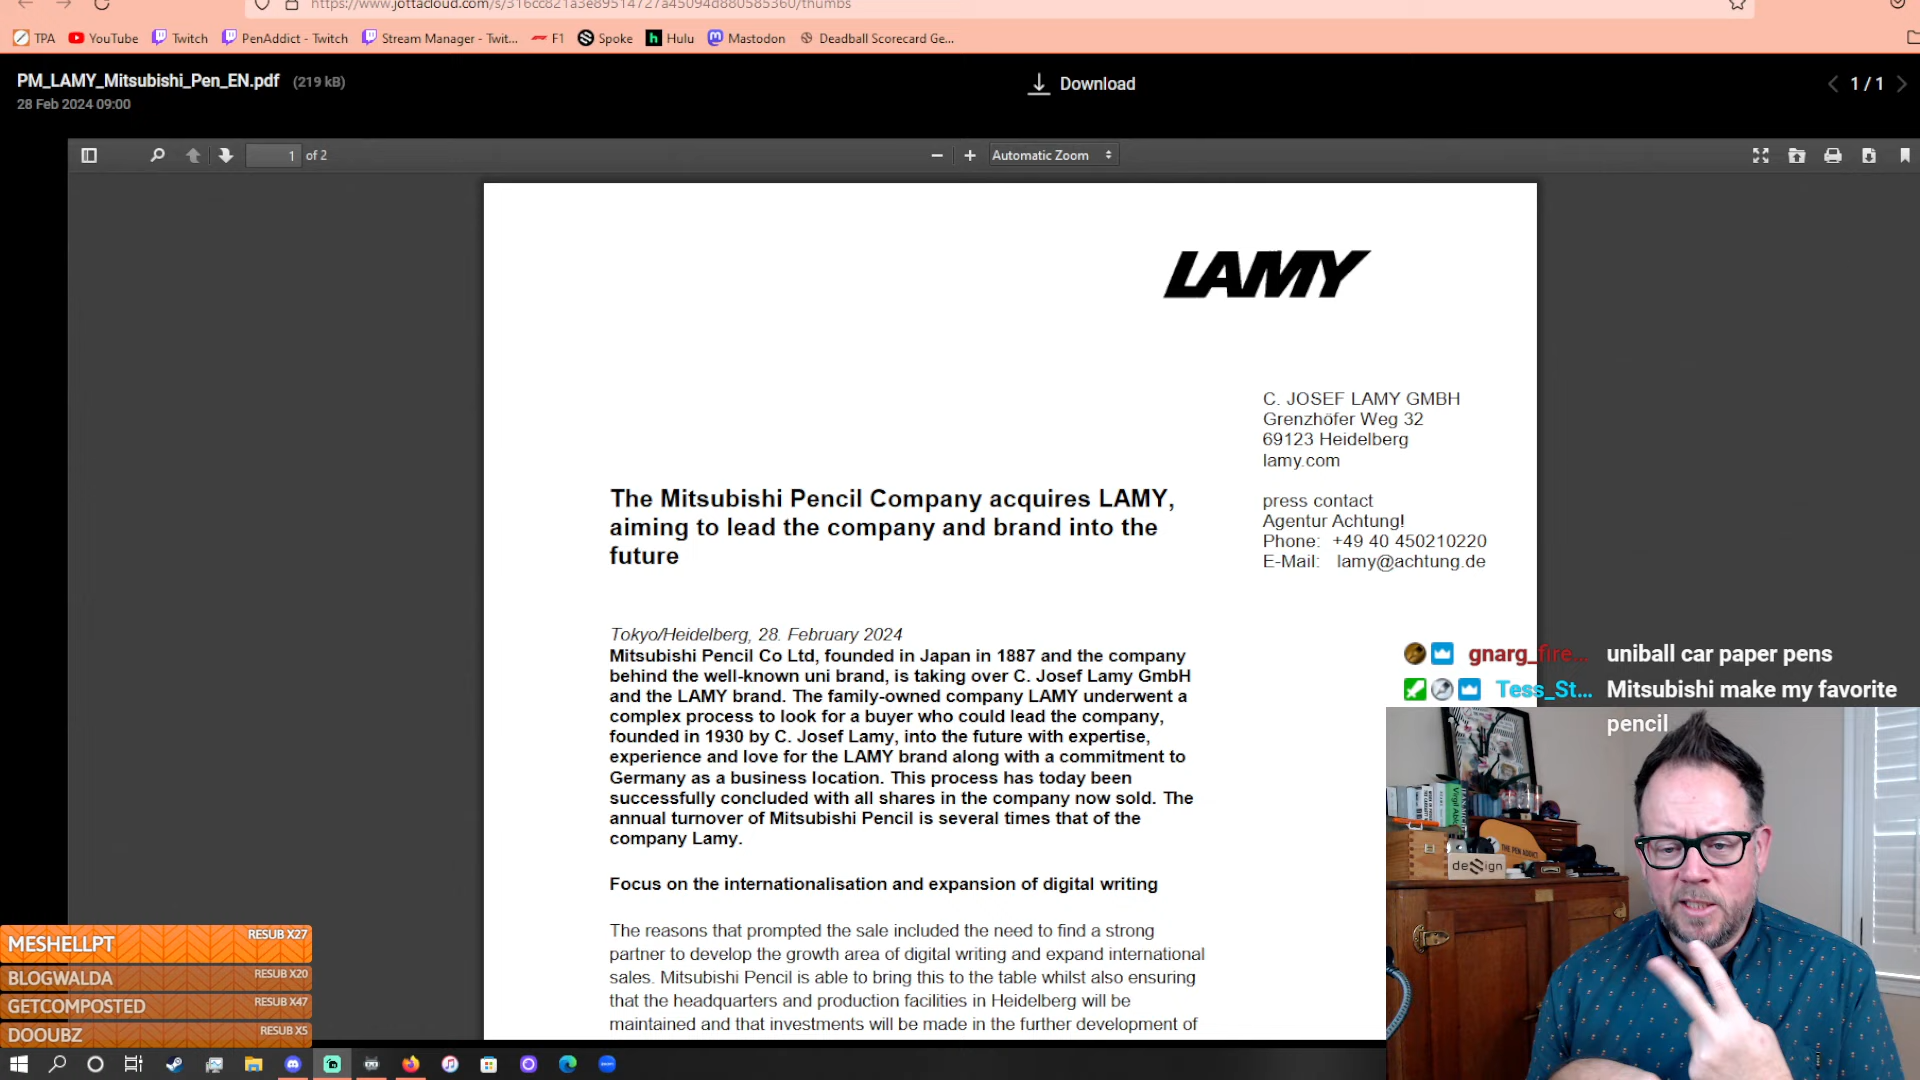 https://www.jottacloud.com/s/316cc821a3e89514727a45094d880585360/thumbs
TPA YouTube Twitch PenAddict - Twitch Stream Manager - Twit... F1 Spoke Hulu Mastodon Deadball Scorecard Ge...
PM_LAMY_Mitsubishi_Pen_EN.pdf (219 kB)
28 Feb 2024 09:00
Download
1 / 1
1 of 2
Automatic Zoom
LAMY
C. JOSEF LAMY GMBH
Grenzhöfer Weg 32
69123 Heidelberg
lamy.com
press contact
Agentur Achtung!
Phone: +49 40 450210220
E-Mail: lamy@achtung.de
The Mitsubishi Pencil Company acquires LAMY,
aiming to lead the company and brand into the
future
Tokyo/Heidelberg, 28. February 2024
Mitsubishi Pencil Co Ltd, founded in Japan in 1887 and the company
behind the well-known uni brand, is taking over C. Josef Lamy GmbH
and the LAMY brand. The family-owned company LAMY underwent a
complex process to look for a buyer who could lead the company,
founded in 1930 by C. Josef Lamy, into the future with expertise,
experience and love for the LAMY brand along with a commitment to
Germany as a business location. This process has today been
successfully concluded with all shares in the company now sold. The
annual turnover of Mitsubishi Pencil is several times that of the
company Lamy.
Focus on the internationalisation and expansion of digital writing
The reasons that prompted the sale included the need to find a strong
partner to develop the growth area of digital writing and expand international
sales. Mitsubishi Pencil is able to bring this to the table whilst also ensuring
that the headquarters and production facilities in Heidelberg will be
maintained and that investments will be made in the further development of
gnarg_fire... uniball car paper pens
Tess_St... Mitsubishi make my favorite
pencil
THE PEN ADDICT
deSign
MESHELLPT RESUB X27
BLOGWALDA RESUB X20
GETCOMPOSTED RESUB X47
DOOUBZ RESUB X5